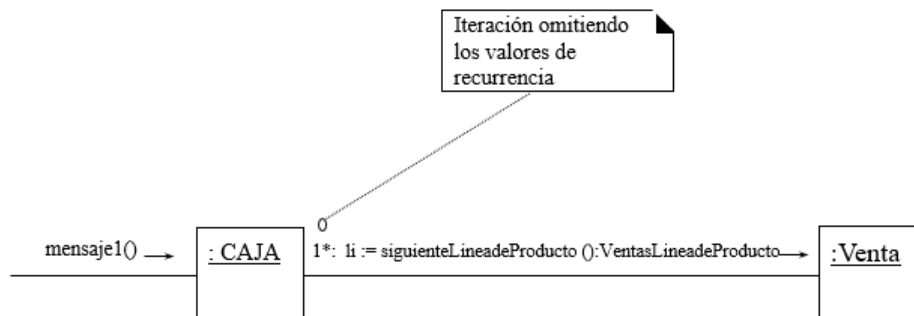 Iteración omitiendo
los valores de
recurrencia
0
mensaje1()
: CAJA
1*: li := siguienteLineadeProducto ():VentasLineadeProducto
:Venta